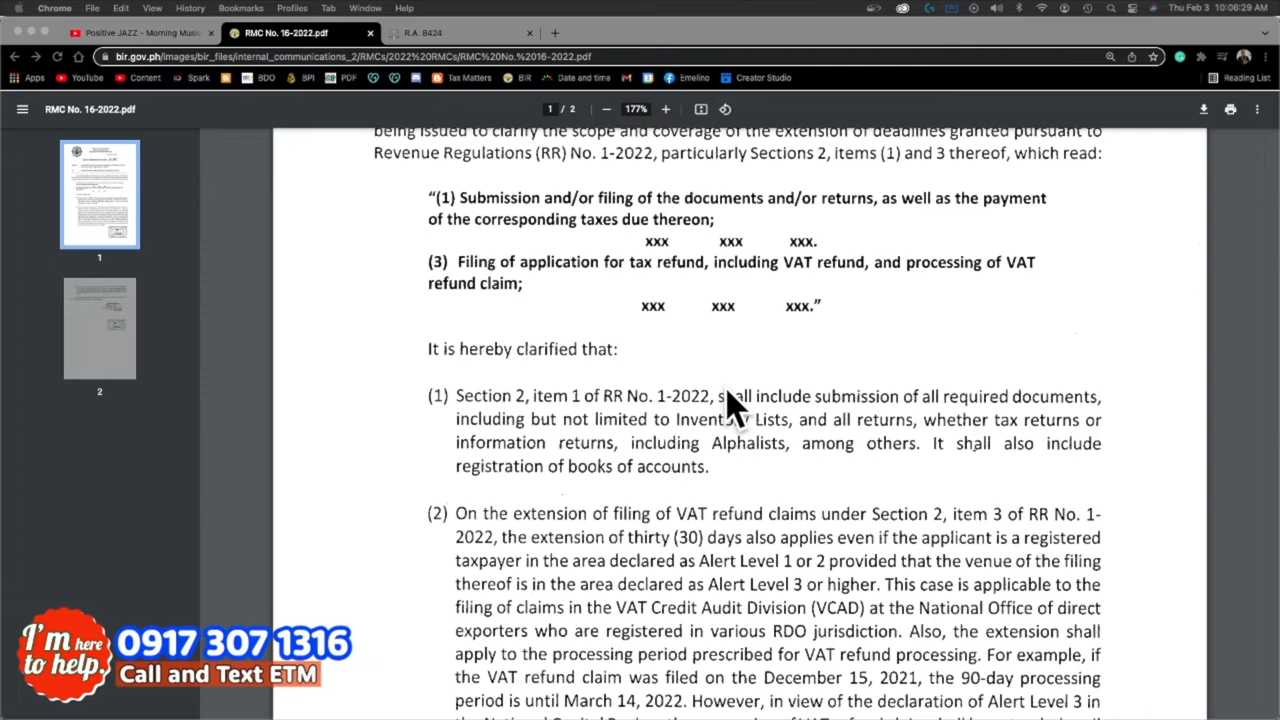 Chrome File Edit View History Bookmarks Profiles Tab Window Help Thu Feb 3 10:06:29 AM
Positive JAZZ - Morning Music RMC No. 16-2022.pdf R.A. 8424
bir.gov.ph/images/bir_files/internal_communications_2/RMCs/2022%20RMCs/RMC%20No.%2016-2022.pdf
Apps YouTube Content Spark BDO BPI PDF Tax Matters BIR Date and time Emelino Creator Studio Reading List
RMC No. 16-2022.pdf 1 / 2 177%
being issued to clarify the scope and coverage of the extension of deadlines granted pursuant to
Revenue Regulations (RR) No. 1-2022, particularly Sections 2, items (1) and 3 thereof, which read:
“(1) Submission and/or filing of the documents and/or returns, as well as the payment
of the corresponding taxes due thereon;
xxx xxx xxx.
(3) Filing of application for tax refund, including VAT refund, and processing of VAT
refund claim;
xxx xxx xxx.”
It is hereby clarified that:
(1) Section 2, item 1 of RR No. 1-2022, shall include submission of all required documents,
including but not limited to Inventory Lists, and all returns, whether tax returns or
information returns, including Alphalists, among others. It shall also include
registration of books of accounts.
(2) On the extension of filing of VAT refund claims under Section 2, item 3 of RR No. 1-
2022, the extension of thirty (30) days also applies even if the applicant is a registered
taxpayer in the area declared as Alert Level 1 or 2 provided that the venue of the filing
thereof is in the area declared as Alert Level 3 or higher. This case is applicable to the
filing of claims in the VAT Credit Audit Division (VCAD) at the National Office of direct
exporters who are registered in various RDO jurisdiction. Also, the extension shall
apply to the processing period prescribed for VAT refund processing. For example, if
the VAT refund claim was filed on the December 15, 2021, the 90-day processing
period is until March 14, 2022. However, in view of the declaration of Alert Level 3 in
1
2
I'm here
to help.
0917 307 1316
Call and Text ETM